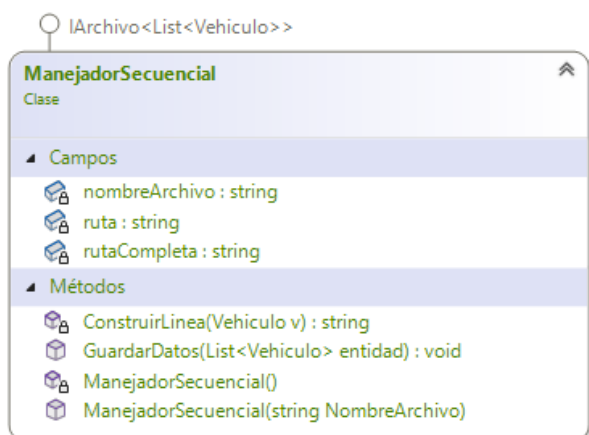 IArchivo<List<Vehiculo>>
ManejadorSecuencial
Clase
Campos
nombreArchivo : string
ruta : string
rutaCompleta : string
Métodos
ConstruirLinea(Vehiculo v) : string
GuardarDatos(List<Vehiculo> entidad) : void
ManejadorSecuencial()
ManejadorSecuencial(string NombreArchivo)